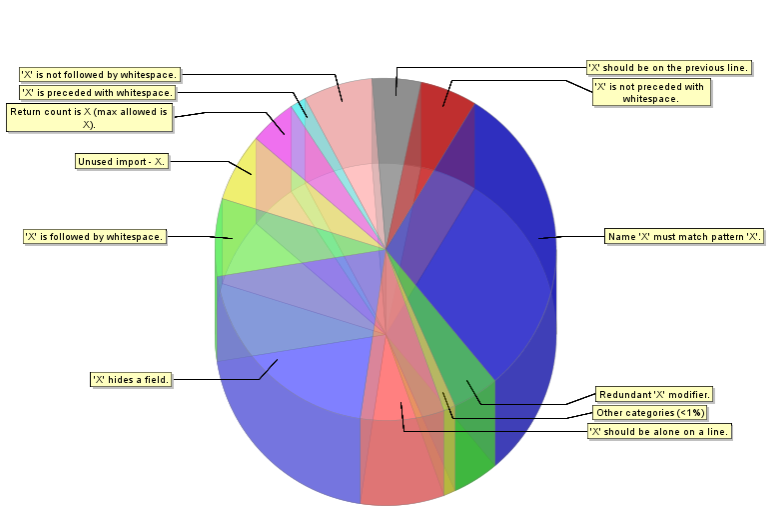 'X' should be on the previous line.
'X' is not followed by whitespace.
'X' is not preceded with
whitespace.
'X' is preceded with whitespace.
Return count is X (max allowed is
X).
Unused import - X.
'X' is followed by whitespace.
Name 'X' must match pattern 'X'.
'X' hides a field.
Redundant 'X' modifier.
Other categories (<1%)
'X' should be alone on a line.